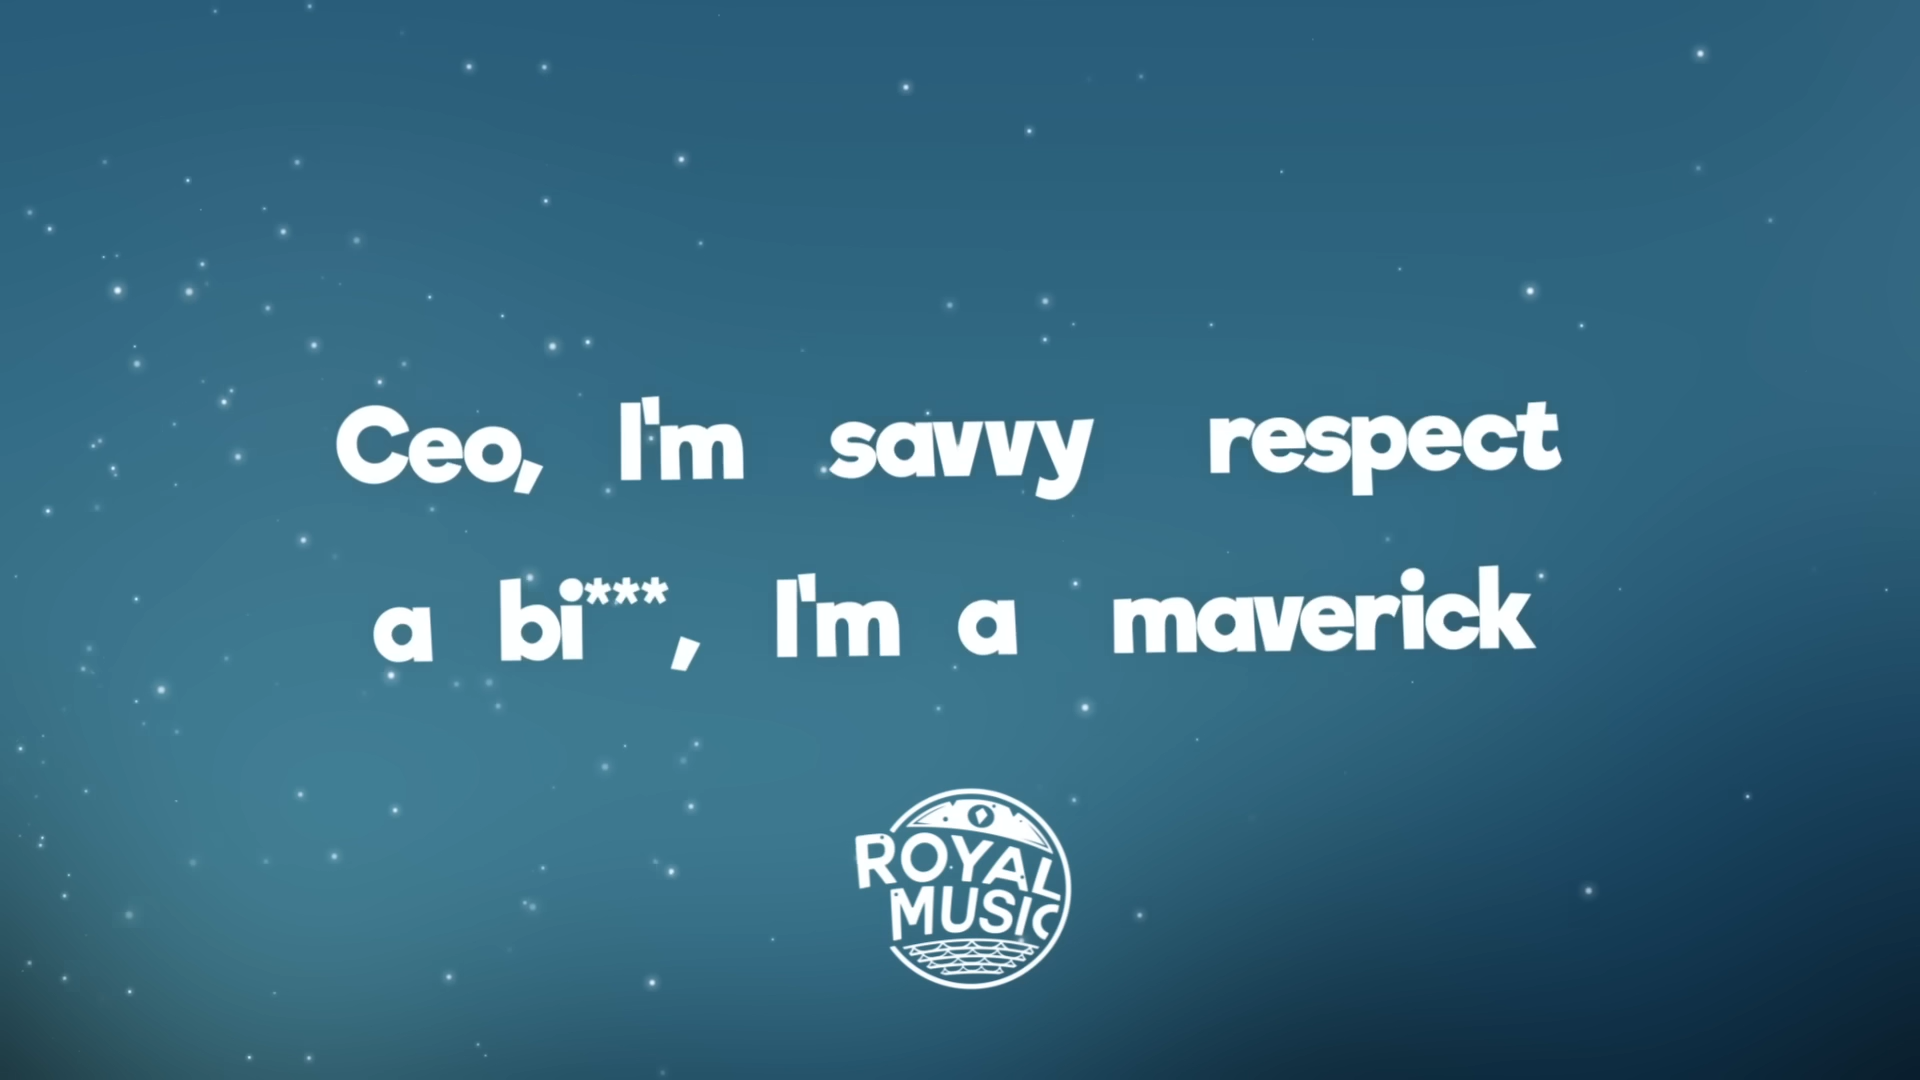 Ceo, I'm savvy respect
a bi***, I'm a maverick
ROYAL
MUSIC